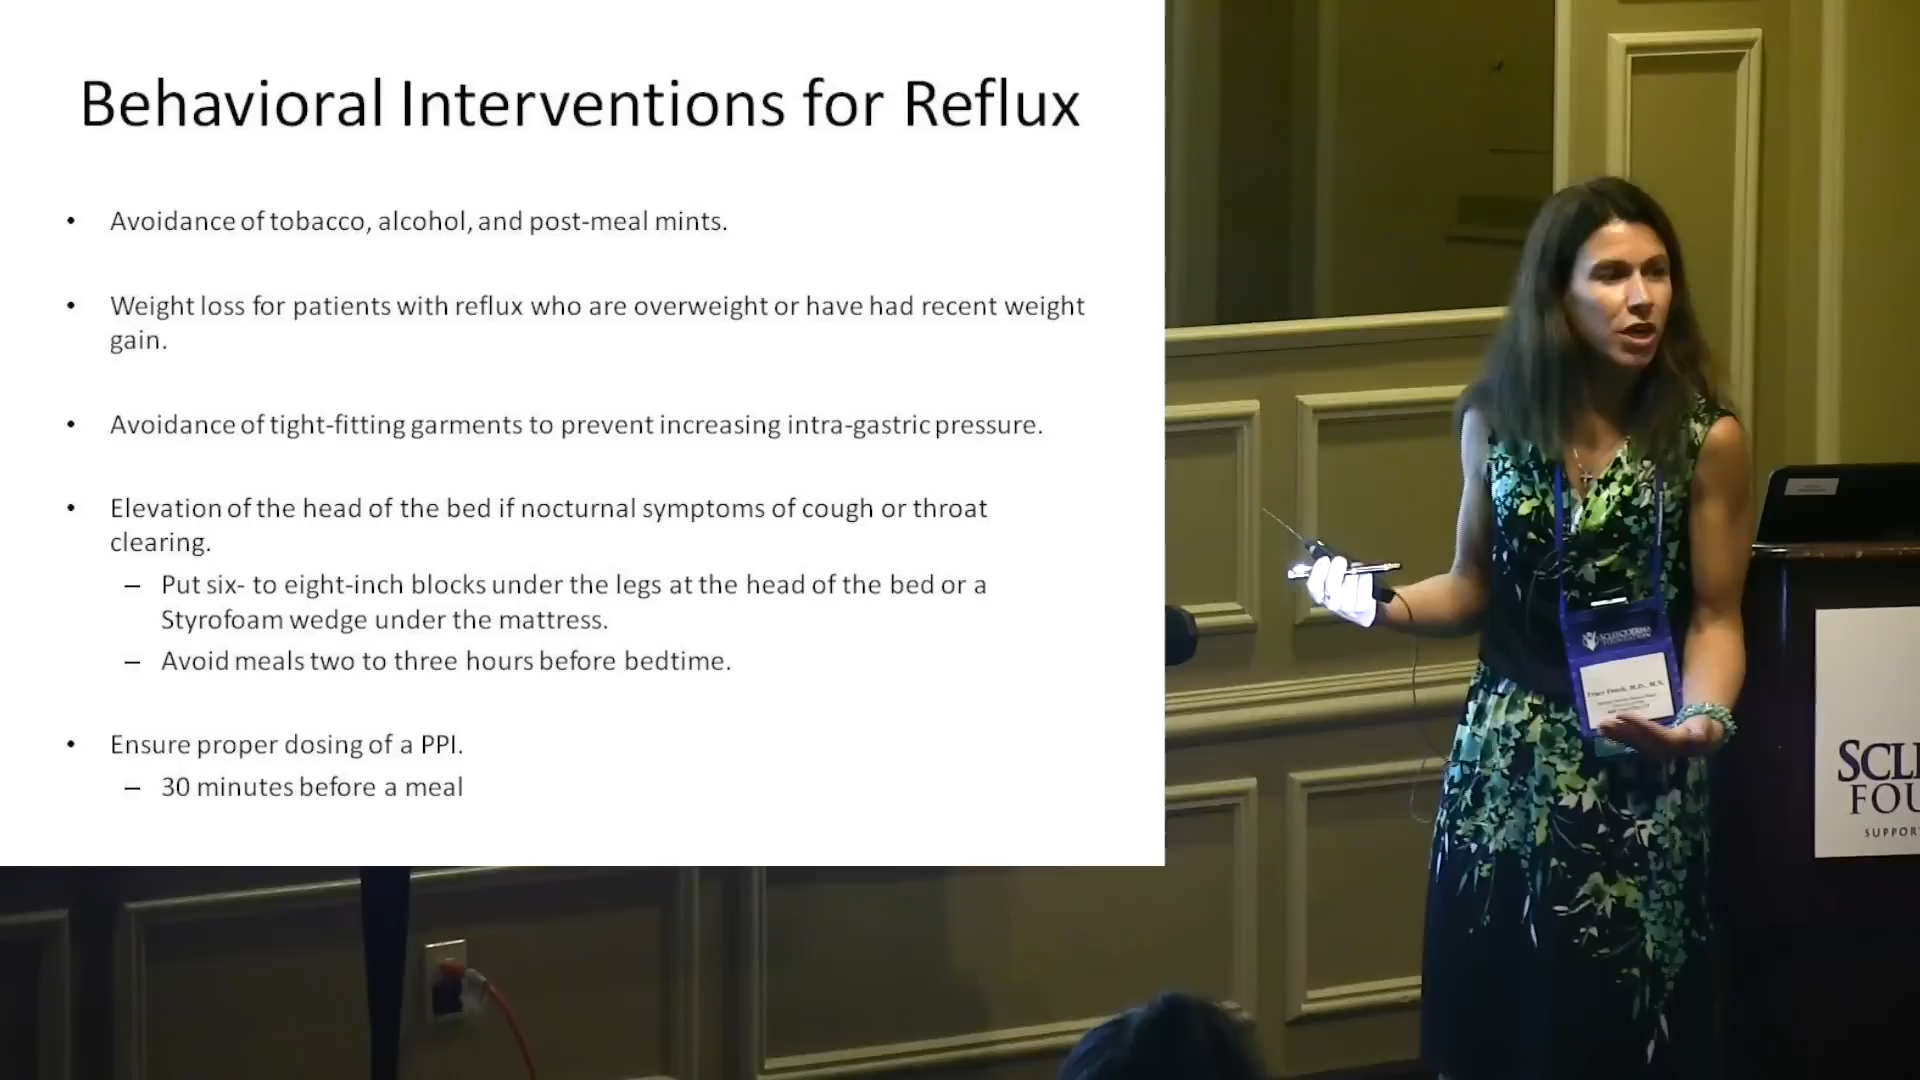 Behavioral Interventions for Reflux
• Avoidance of tobacco, alcohol, and post-meal mints.
• Weight loss for patients with reflux who are overweight or have had recent weight
gain.
• Avoidance of tight-fitting garments to prevent increasing intra-gastric pressure.
• Elevation of the head of the bed if nocturnal symptoms of cough or throat
clearing.
– Put six- to eight-inch blocks under the legs at the head of the bed or a
Styrofoam wedge under the mattress.
– Avoid meals two to three hours before bedtime.
• Ensure proper dosing of a PPI.
– 30 minutes before a meal
SCLERODERMA
FOUNDATION
M.D., M.S.
SCLE
FOU
SUPPOR